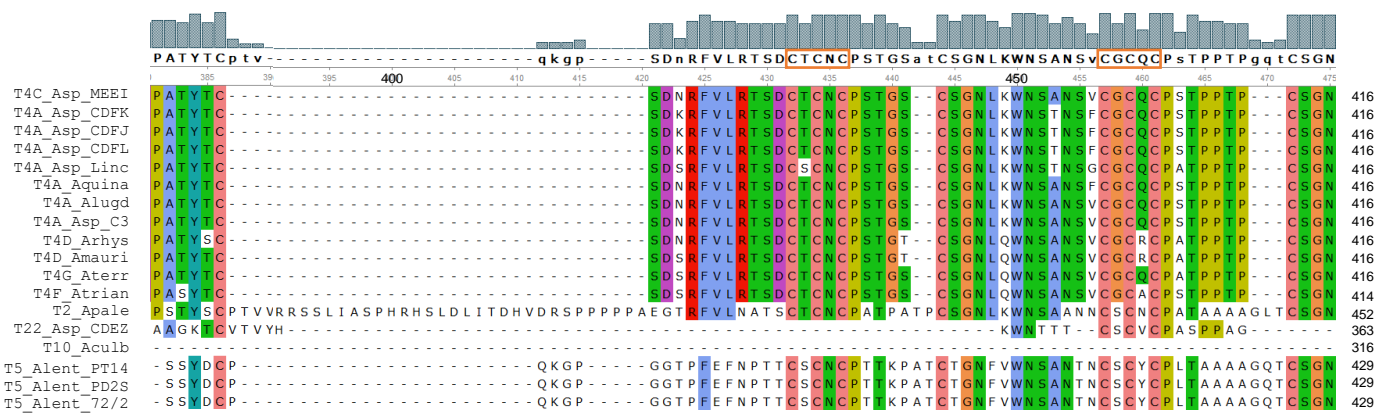 PATYTCptv----------------------qkgp-----SDnRFVLRTSDCTCNCPSTGSatCSGNLKWNSANSvCGCQCPsTPPTPgqtCSGN
385 39 400 405 410 415 420 425 430 435 440 445 450 455 460 465 470 475
T4C_Asp_MEEI PATYTC----------------------------------SDNRFVLRTSDCTCNCPSTGS--CSGNLKWNSANSVCGCQCPSTPPTP---CSGN 416
T4A_Asp_CDFK PATYTC----------------------------------SDKRFVLRTSDCTCNCPSTGS--CSGNLKWNSTNSFCGCQCPSTPPTP---CSGN 416
T4A_Asp_CDFJ PATYTC----------------------------------SDKRFVLRTSDCTCNCPSTGS--CSGNLKWNSTNSFCGCQCPSTPPTP---CSGN 416
T4A_Asp_CDFL PATYTC----------------------------------SDKRFVLRTSDCTCNCPSTGS--CSGNLKWNSTNSFCGCQCPSTPPTP---CSGN 416
T4A_Asp_Linc PATYTC----------------------------------SDSRFVLRTSDCSCNCPSTGS--CSGNLKWNSTNSGCGCQCPATPPTP---CSGN 416
T4A_Aquina PATYTC----------------------------------SDNRFVLRTSDCTCNCPSTGS--CSGNLKWNSANSFCGCQCPSTPPTP---CSGN 416
T4A_Alugd PATYTC----------------------------------SDNRFVLRTSDCTCNCPSTGS--CSGNLKWNSANSVCGCQCPSTPPTP---CSGN 416
T4A_Asp_C3 PATYTC----------------------------------SDNRFVLRTSDCTCNCPSTGS--CSGNLKWNSANSVCGCQCPSTPPTP---CSGN 416
T4D_Arhys PATYSC----------------------------------SDNRFVLRTSDCTCNCPSTGT--CSGNLQWNSANSVCGCRCPATPPTP---CSGN 416
T4D_Amauri PATYTC----------------------------------SDNRFVLRTSDCTCNCPSTGT--CSGNLQWNSANSVCGCRCPATPPTP---CSGN 416
T4G_Aterr PATYTC----------------------------------SDSRFVLRTSDCTCNCPSTGS--CSGNLQWNSANSVCGCQCPATPPTP---CSGN 416
T4F_Atrian PASYTC----------------------------------SDSRFVLRTSDCTCNCPSTGS--CSGNLQWNSANSVCGCACPSTPPTP---CSGN 414
T2_Apale PSTYSCPTVVRRSSLIASPHRHSLDLITDHVDRSPPPPPAEGTRFVLNATSCTCNCPATPATPCSGNLQWNSAANNCSCNCPATAAAAGLTCSGN 452
T22_Asp_CDEZ AAGKTCVTVYH---------------------------------------------------------KWNTTT--CSCVCPASPPAG------- 363
T10_Aculb ----------------------------------------------------------------------------------------------- 316
T5_Alent_PT14 -SSYDCP------------------------QKGP-----GGTPFEFNPTTCSCNCPTTKPATCTGNFVWNSANTNCSCYCPLTAAAAGQTCSGN 429
T5_Alent_PD2S -SSYDCP------------------------QKGP-----GGTPFEFNPTTCSCNCPTTKPATCTGNFVWNSANTNCSCYCPLTAAAAGQTCSGN 429
T5_Alent_72/2 -SSYDCP------------------------QKGP-----GGTPFEFNPTTCSCNCPTTKPATCTGNFVWNSANTNCSCYCPLTAAAAGQTCSGN 429